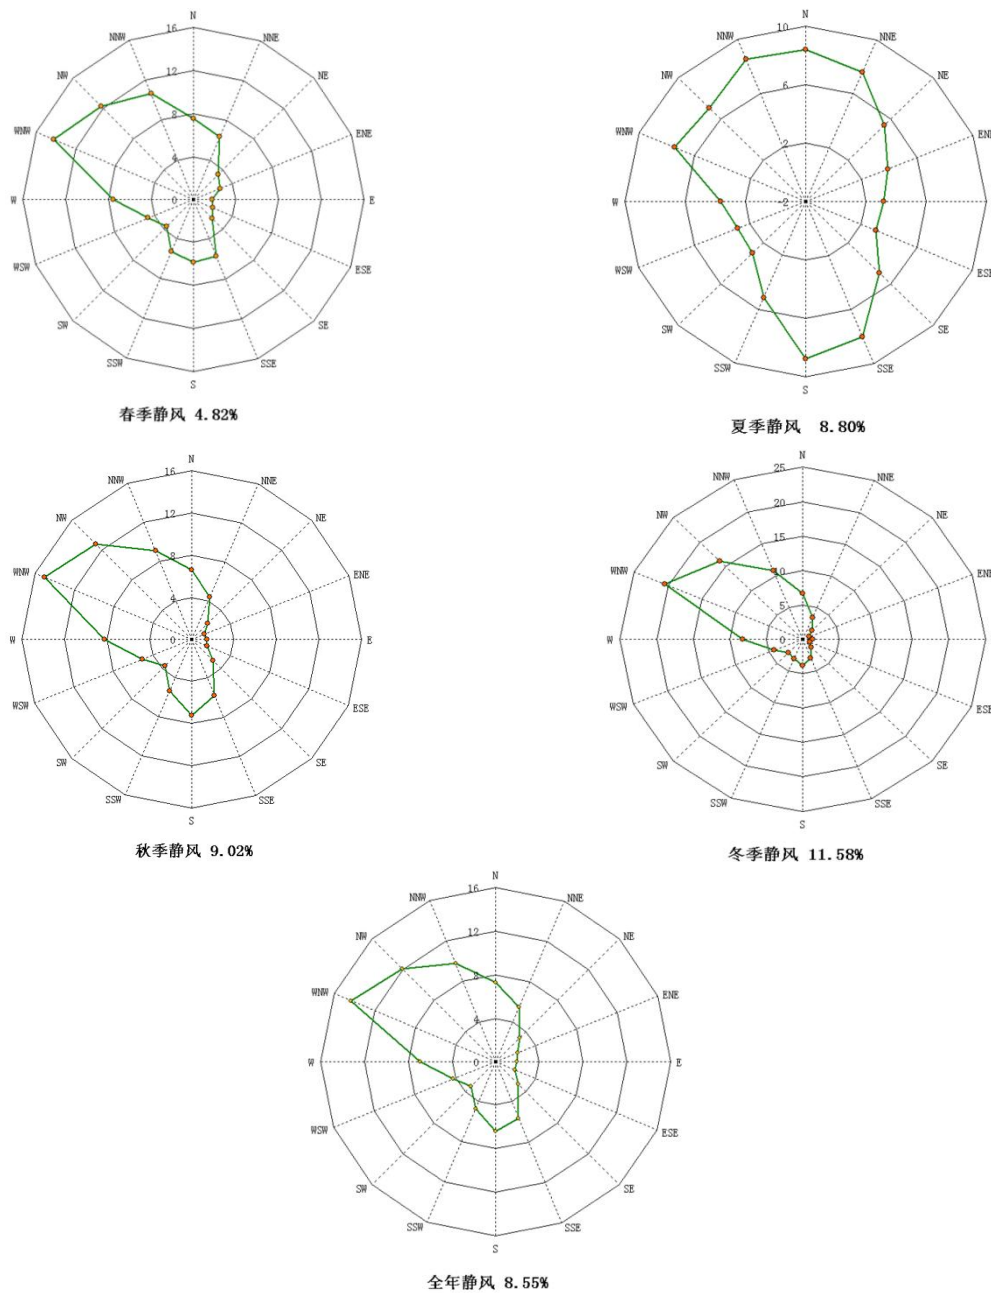 N
16
NNW NNE
NW NE
12
WNW ENE
8
4
W 0 E
WSW ESE
SW SE
SSW SSE
S
春季静风 4.82%
N
10
NNW NNE
NW NE
6
WNW EN
2
W -2
WSW ESE
SW SE
SSW SSE
S
夏季静风 8.80%
N
16
NNW NNE
NW NE
12
WNW ENE
8
4
W 0 E
WSW ESE
SW SE
SSW SSE
S
秋季静风 9.02%
N
25
NNW NNE
20
NW NE
15
WNW ENE
10
5
W 0 E
WSW ESE
SW SE
SSW SSE
S
冬季静风 11.58%
N
16
NNW NNE
NW NE
12
WNW ENE
8
4
W 0 E
WSW ESE
SW SE
SSW SSE
S
全年静风 8.55%